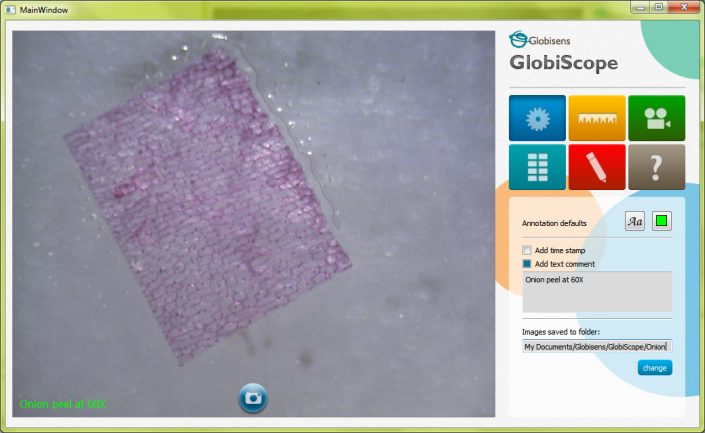 MainWindow
Globisens
GlobiScope
?
Annotation defaults
Aa
Add time stamp
Add text comment
Onion peel at 60X
Images saved to folder:
My Documents/Globisens/GlobiScope/Onion
change
Onion peel at 60X